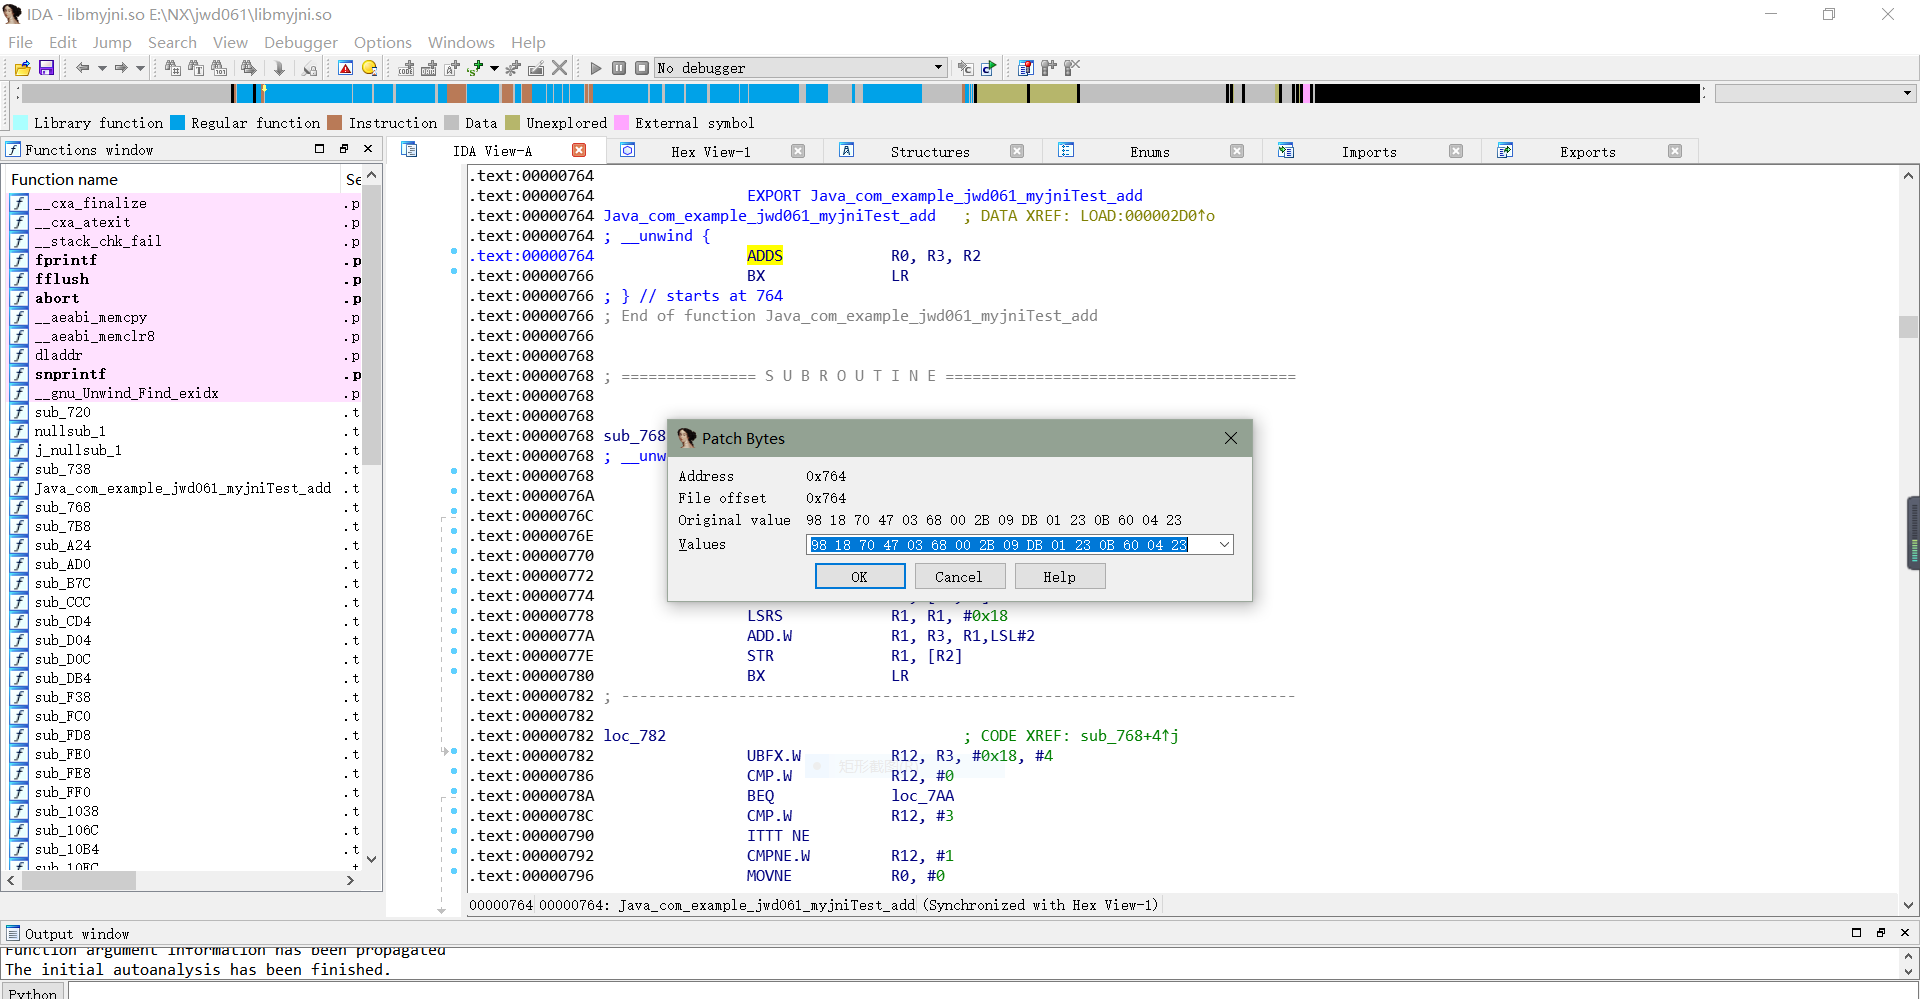 IDA - libmyjni.so E:\NX\jwd061\libmyjni.so
File Edit Jump Search View Debugger Options Windows Help
No debugger
Library function Regular function Instruction Data Unexplored External symbol
Functions window
Function name Se
__cxa_finalize .p
__cxa_atexit .p
__stack_chk_fail .p
fprintf .p
fflush .p
abort .p
__aeabi_memcpy .p
__aeabi_memclr8 .p
dladdr .p
snprintf .p
__gnu_Unwind_Find_exidx .p
sub_720 .t
nullsub_1 .t
j_nullsub_1 .t
sub_738 .t
Java_com_example_jwd061_myjniTest_add .t
sub_768 .t
sub_7B8 .t
sub_A24 .t
sub_AD0 .t
sub_B7C .t
sub_CCC .t
sub_CD4 .t
sub_D04 .t
sub_D0C .t
sub_DB4 .t
sub_F38 .t
sub_FC0 .t
sub_FD8 .t
sub_FE0 .t
sub_FE8 .t
sub_FF0 .t
sub_1038 .t
sub_106C .t
sub_10B4 .t
sub_10EC .t
IDA View-A Hex View-1 Structures Enums Imports Exports
.text:00000764
.text:00000764 EXPORT Java_com_example_jwd061_myjniTest_add
.text:00000764 Java_com_example_jwd061_myjniTest_add ; DATA XREF: LOAD:000002D0↑o
.text:00000764 ; __unwind {
.text:00000764 ADDS R0, R3, R2
.text:00000766 BX LR
.text:00000766 ; } // starts at 764
.text:00000766 ; End of function Java_com_example_jwd061_myjniTest_add
.text:00000766
.text:00000768
.text:00000768 ; =============== S U B R O U T I N E =======================================
.text:00000768
.text:00000768
.text:00000768 sub_768
.text:00000768 ; __unw
.text:00000768
.text:0000076A
.text:0000076C
.text:0000076E
.text:00000770
.text:00000772
.text:00000774
.text:00000778 LSRS R1, R1, #0x18
.text:0000077A ADD.W R1, R3, R1,LSL#2
.text:0000077E STR R1, [R2]
.text:00000780 BX LR
.text:00000782 ; ---------------------------------------------------------------------------
.text:00000782
.text:00000782 loc_782 ; CODE XREF: sub_768+4↑j
.text:00000782 UBFX.W R12, R3, #0x18, #4
.text:00000786 CMP.W R12, #0
.text:0000078A BEQ loc_7AA
.text:0000078C CMP.W R12, #3
.text:00000790 ITTT NE
.text:00000792 CMPNE.W R12, #1
.text:00000796 MOVNE R0, #0
00000764 00000764: Java_com_example_jwd061_myjniTest_add (Synchronized with Hex View-1)
Patch Bytes
Address 0x764
File offset 0x764
Original value 98 18 70 47 03 68 00 2B 09 DB 01 23 0B 60 04 23
Values 98 18 70 47 03 68 00 2B 09 DB 01 23 0B 60 04 23
OK Cancel Help
矩形截
Output window
Function argument information has been propagated
The initial autoanalysis has been finished.
Python